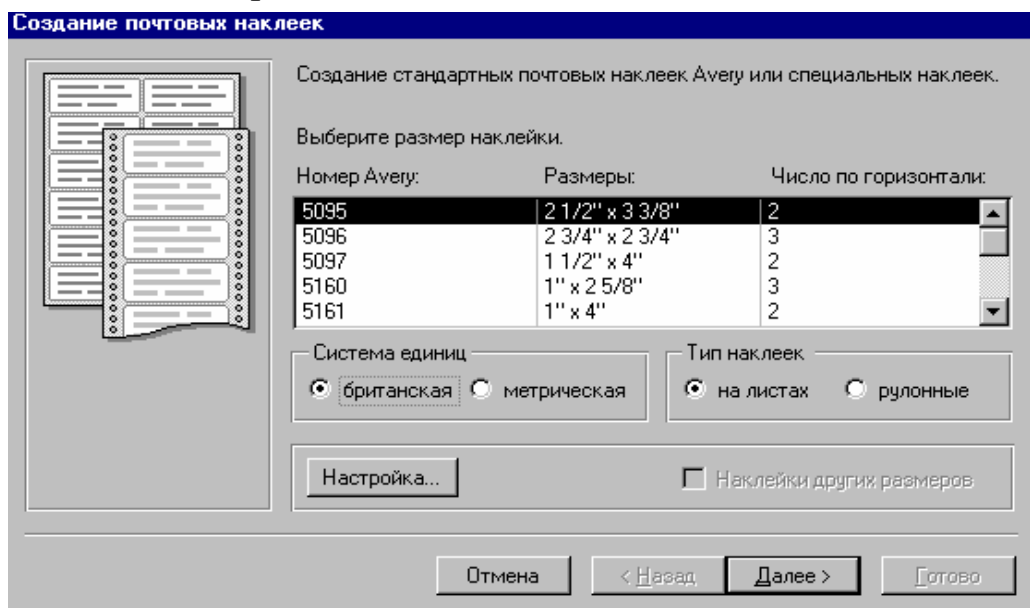 Создание почтовых наклеек
Создание стандартных почтовых наклеек Avery или специальных наклеек.
Выберите размер наклейки.
Номер Avery: Размеры: Число по горизонтали:
5095 2 1/2" x 3 3/8" 2
5096 2 3/4" x 2 3/4" 3
5097 1 1/2" x 4" 2
5160 1" x 2 5/8" 3
5161 1" x 4" 2
Система единиц Тип наклеек
британская метрическая на листах рулонные
Настройка... Наклейки других размеров
Отмена < Назад Далее > Готово